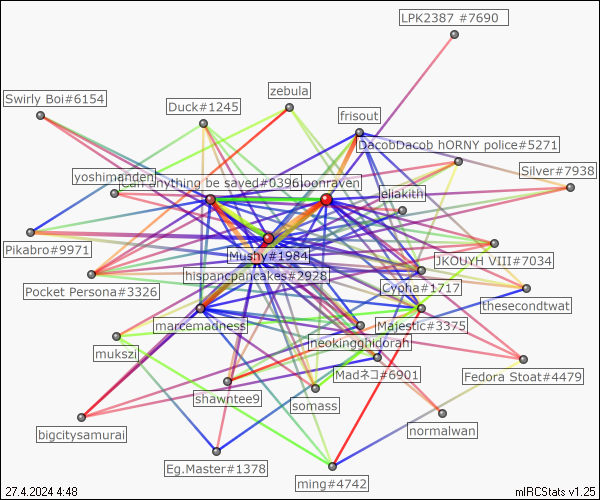 LPK2387 #7690
zebula
Swirly Boi#6154
Duck#1245
frisout
DacobDacob hORNY police#5271
Silver#7938
yoshimanden
Can anything be sayed#0396
loonraven
eliakith
Pikabro#9971
Mushy#1984
JKOUYH VIII#7034
hispancpancakes#2928
Pocket Persona#3326
Cypha#1717
thesecondtwat
marcemadness
Majestic#3375
neokingghidorah
mukszi
Madネコ#6901
Fedora Stoat#4479
shawntee9
somass
bigcitysamurai
normalwan
Eg.Master#1378
ming#4742
27.4.2024 4:48
mIRCStats v1.25